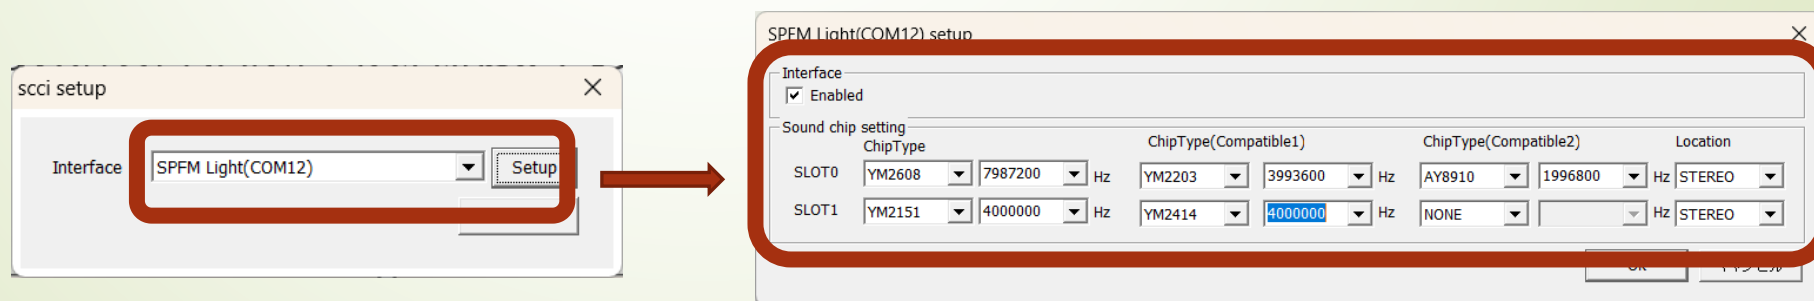 scci setup
Interface
SPFM Light(COM12)
Setup
SPFM Light(COM12) setup
Interface
Enabled
Sound chip setting
ChipType
ChipType(Compatible1)
ChipType(Compatible2)
Location
SLOT0 YM2608 7987200 Hz YM2203 3993600 Hz AY8910 1996800 Hz STEREO
SLOT1 YM2151 4000000 Hz YM2414 4000000 Hz NONE Hz STEREO